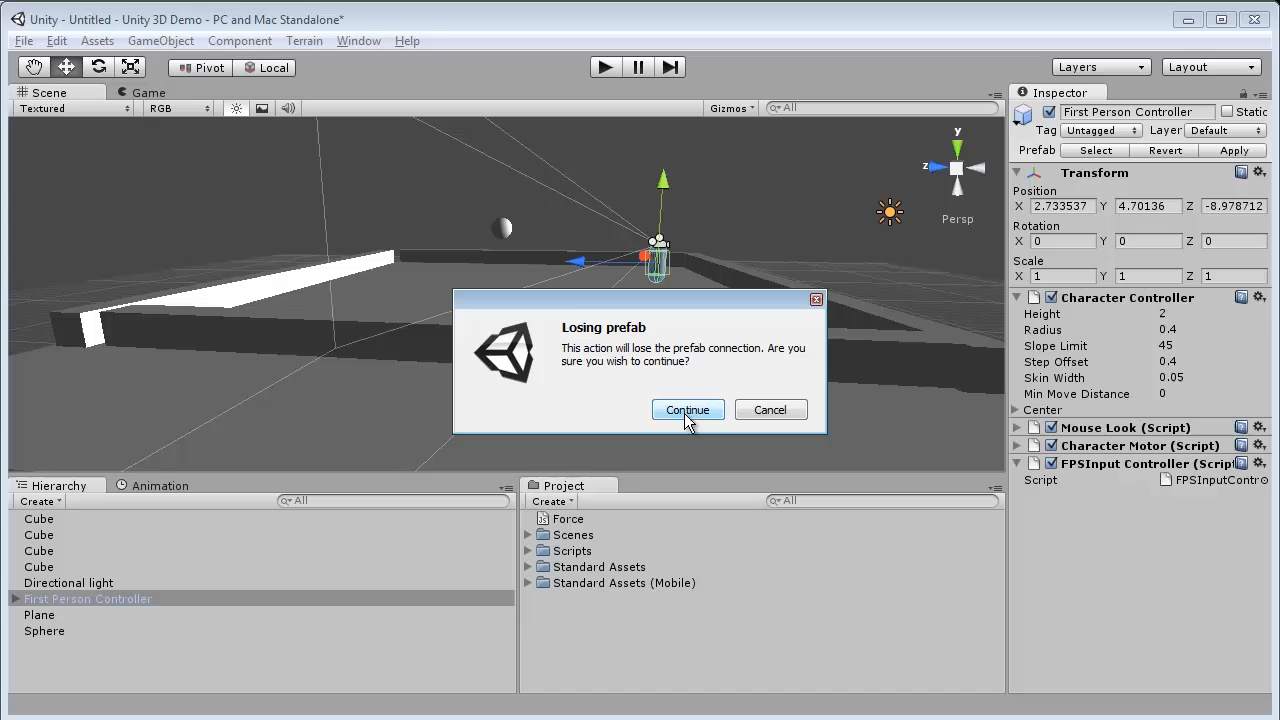 Unity - Untitled - Unity 3D Demo - PC and Mac Standalone*
File Edit Assets GameObject Component Terrain Window Help
Pivot Local Layers Layout
Scene Game
Textured RGB Gizmos All
y
z
Persp
Inspector
First Person Controller Static
Tag Untagged Layer Default
Prefab Select Revert Apply
Transform
Position
X 2.733537 Y 4.70136 Z -8.978712
Rotation
X 0 Y 0 Z 0
Scale
X 1 Y 1 Z 1
Character Controller
Height 2
Radius 0.4
Slope Limit 45
Step Offset 0.4
Skin Width 0.05
Min Move Distance 0
Center
Mouse Look (Script)
Character Motor (Script)
FPSInput Controller (Script
Script FPSInputContro
Losing prefab
This action will lose the prefab connection. Are you
sure you wish to continue?
Continue Cancel
Hierarchy Animation
Create All
Cube
Cube
Cube
Cube
Directional light
First Person Controller
Plane
Sphere
Project
Create All
Force
Scenes
Scripts
Standard Assets
Standard Assets (Mobile)